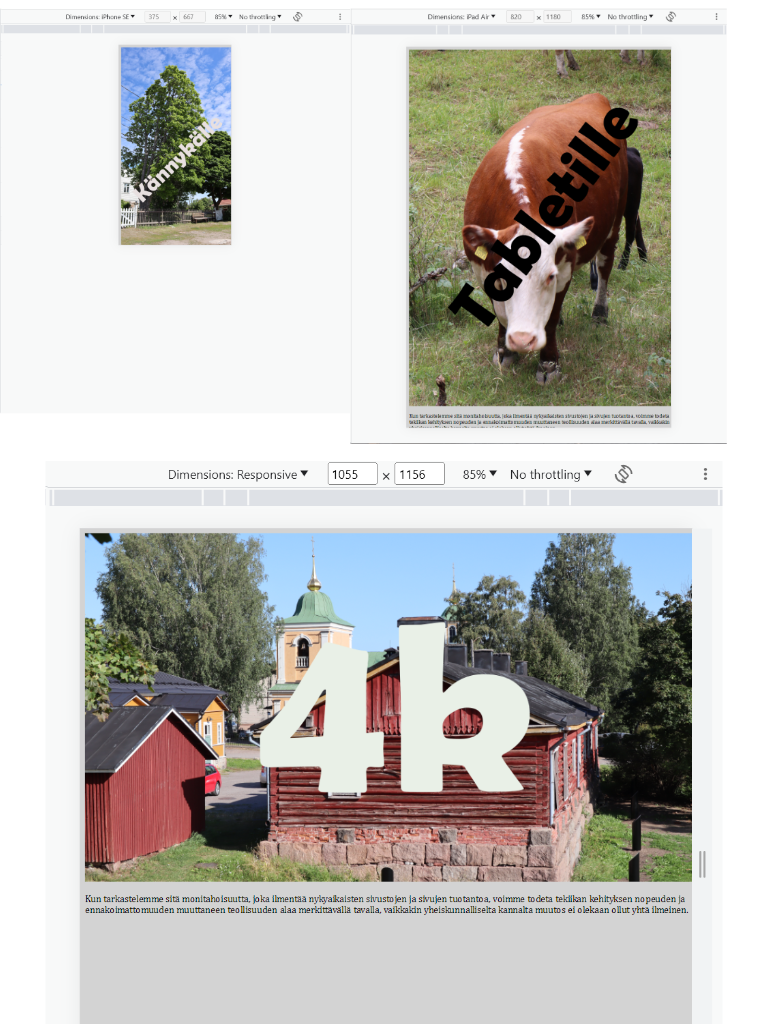 Dimensions: iPhone SE 375 × 667 85% No throttling
Kännykälle
Dimensions: iPad Air 820 × 1180 85% No throttling
Tabletille
Kun tarkastelemme sitä monitahoisuutta, joka ilmentää nykyaikaisten sivustojen ja sivujen tuotantoa, voimme todeta
tekiikan kehityksen nopeuden ja ennakoimattomuuden muuttaneen teollisuuden alaa merkittävällä tavalla, vaikkakin
Dimensions: Responsive 1055 × 1156 85% No throttling
4k
Kun tarkastelemme sitä monitahoisuutta, joka ilmentää nykyaikaisten sivustojen ja sivujen tuotantoa, voimme todeta tekiikan kehityksen nopeuden ja
ennakoimattomuuden muuttaneen teollisuuden alaa merkittävällä tavalla, vaikkakin yheiskunnalliselta kannalta muutos ei olekaan ollut yhtä ilmeinen.